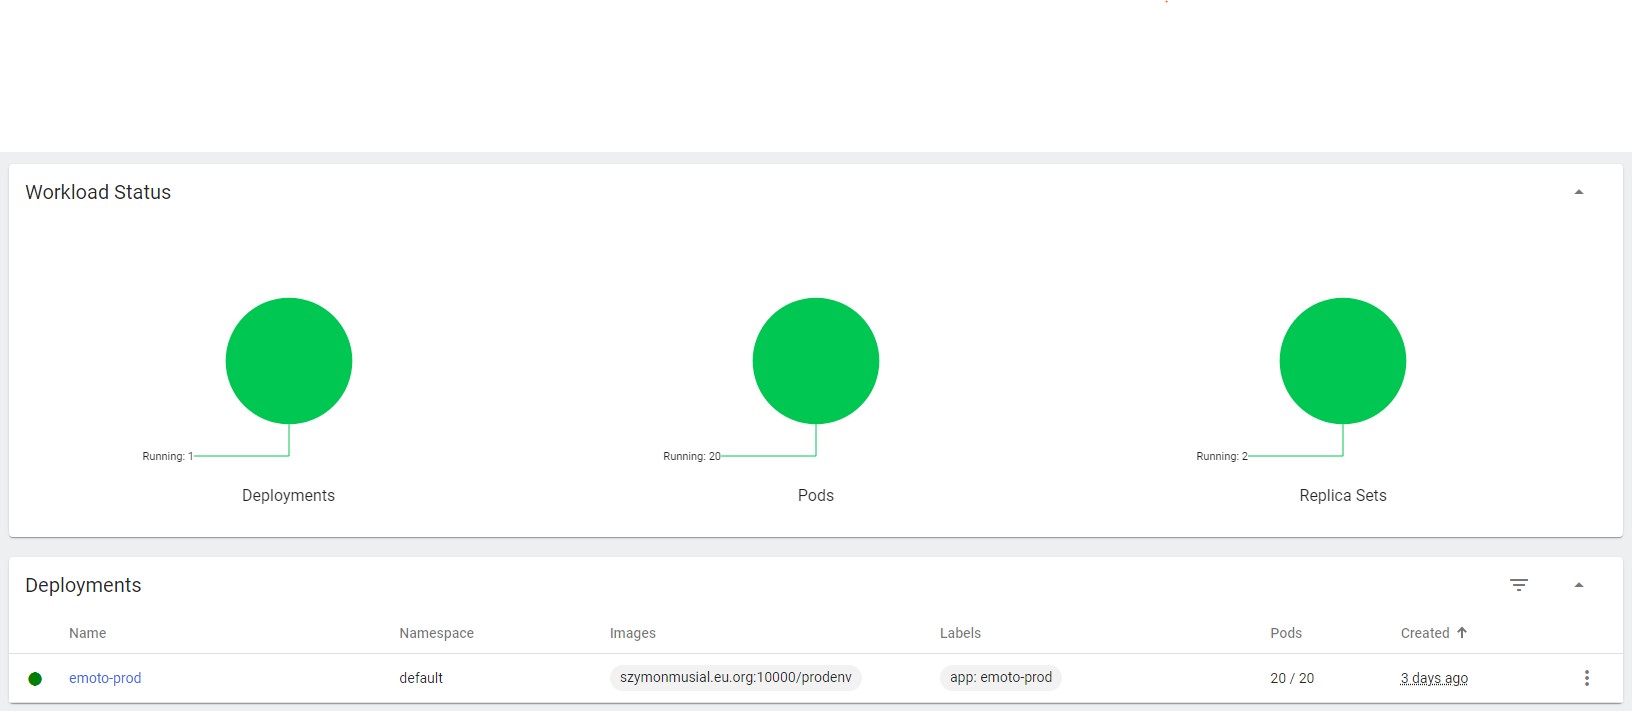 Workload Status
Running: 1
Running: 20
Running: 2
Deployments
Pods
Replica Sets
Deployments
Name Namespace Images Labels Pods Created
emoto-prod default szymonmusial.eu.org:10000/prodenv app: emoto-prod 20 / 20 3 days ago